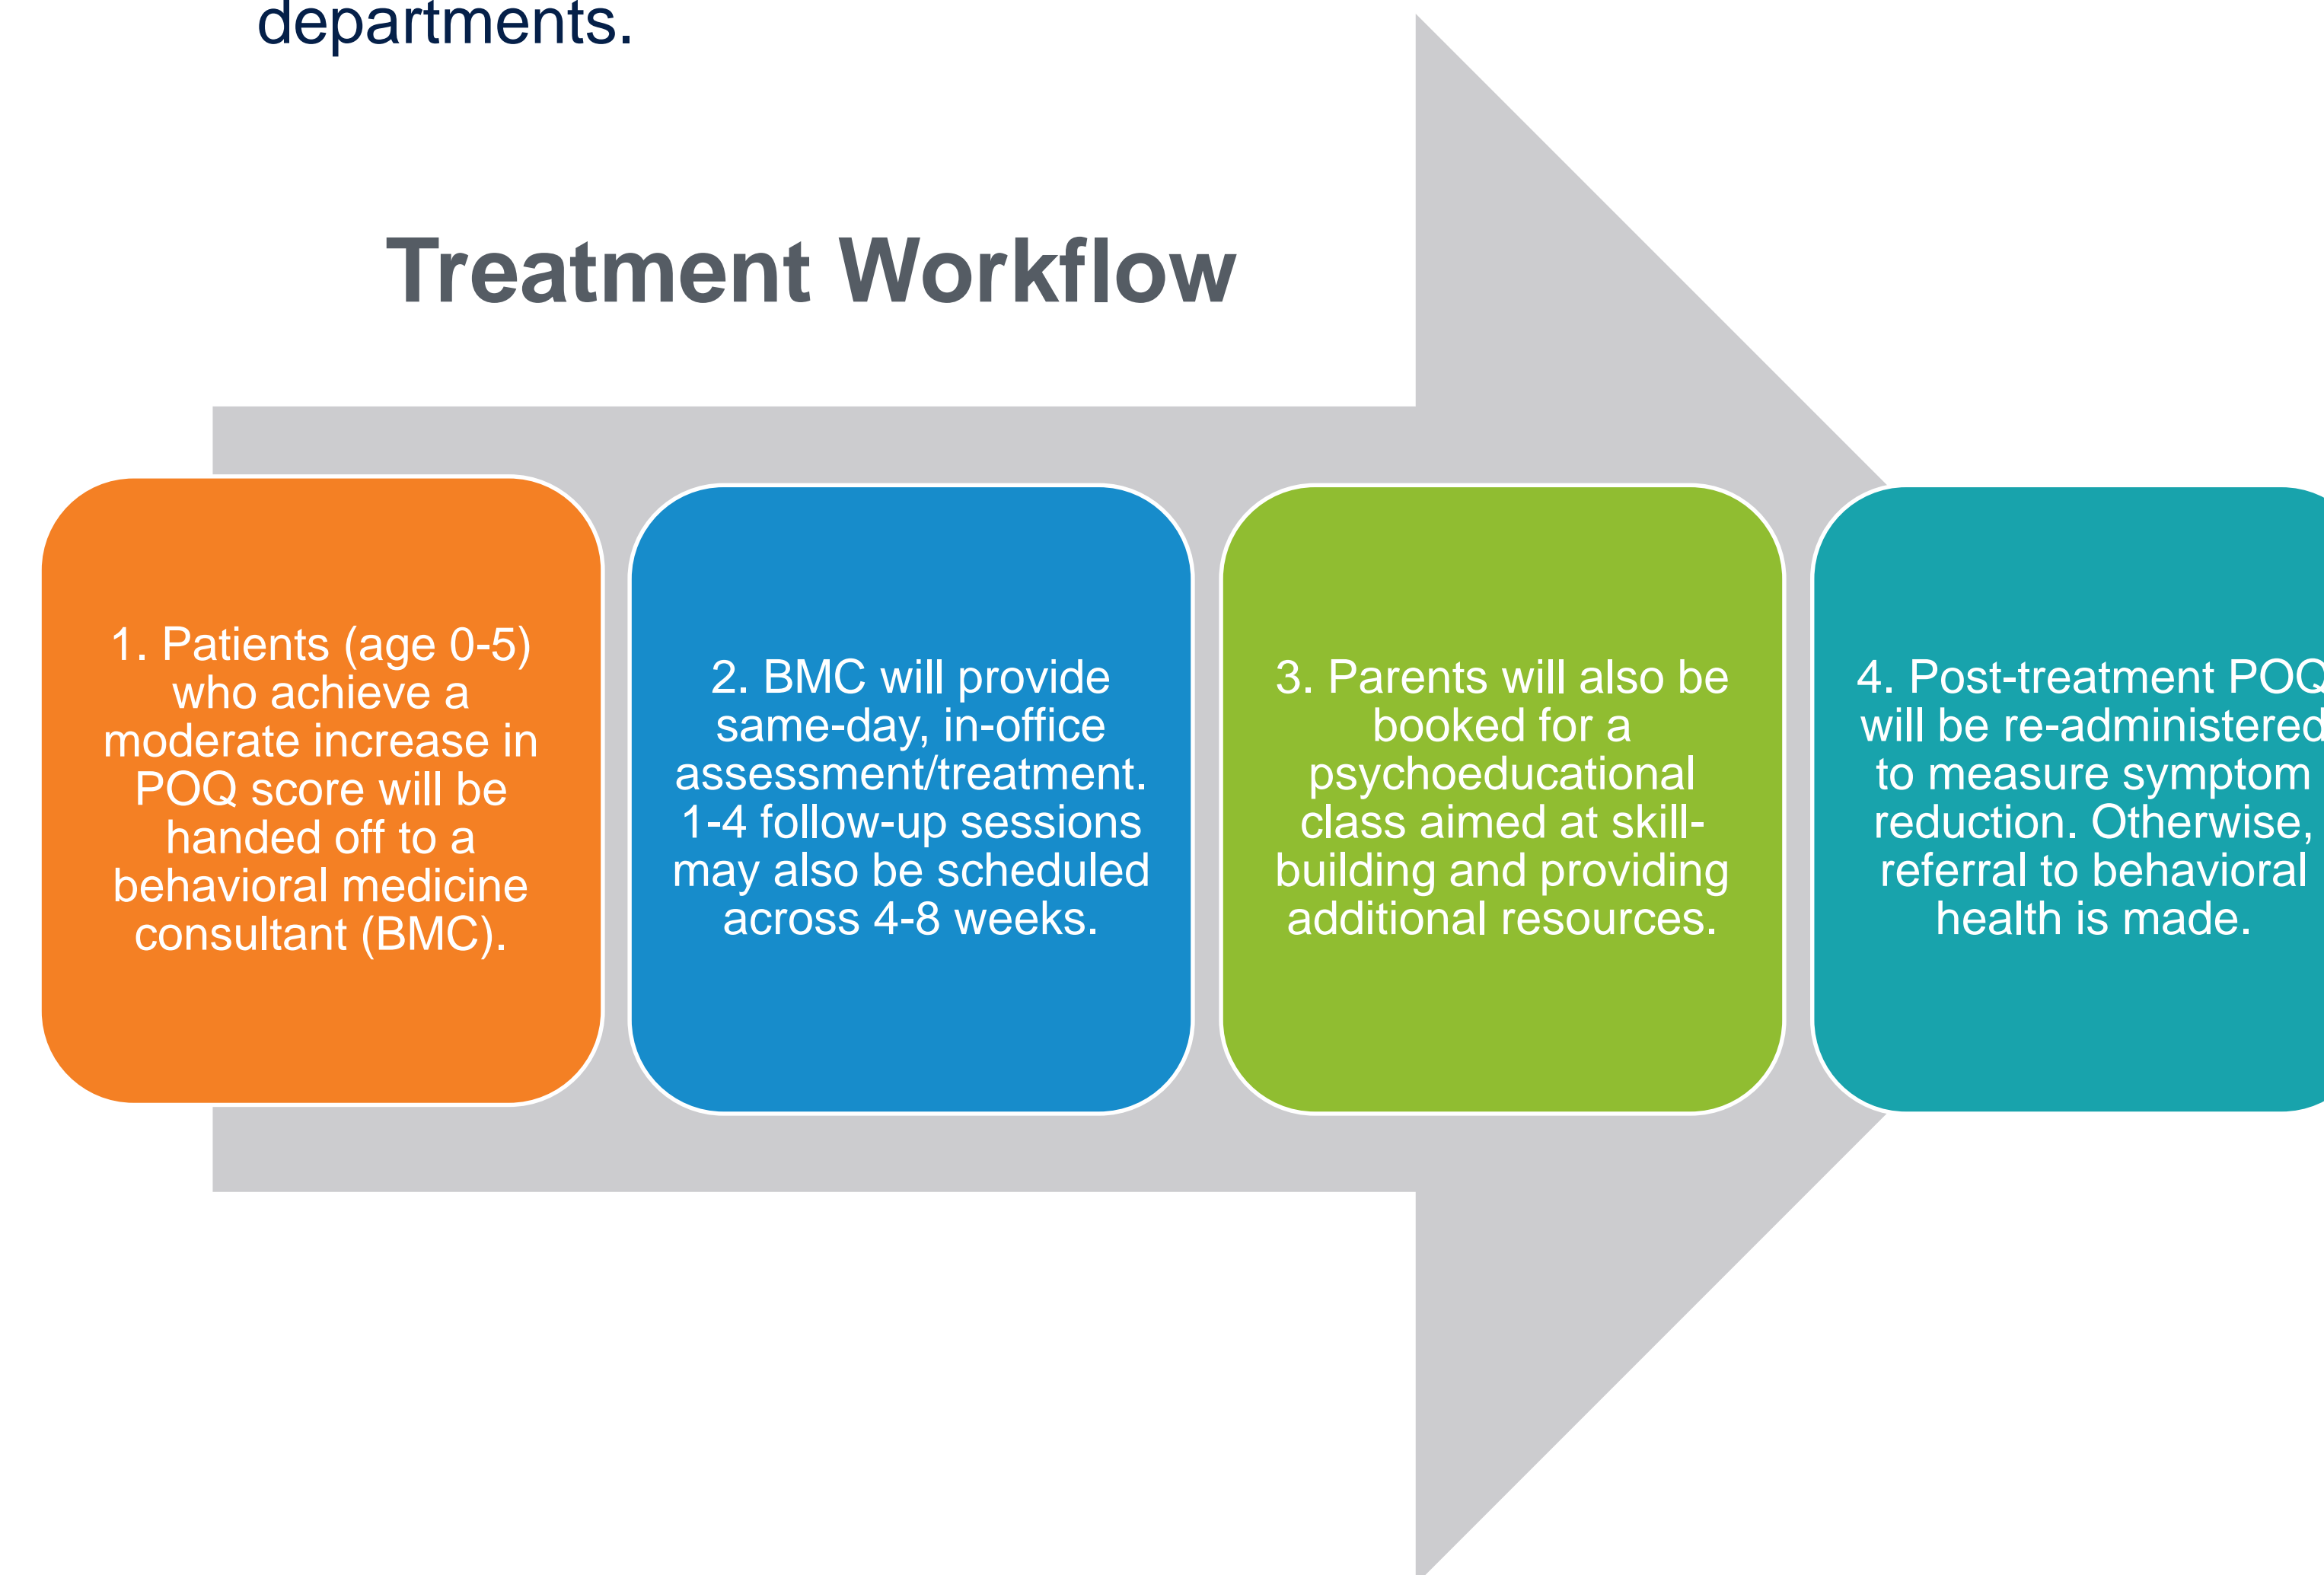 departments.
Treatment Workflow
1. Patients (age 0-5)
who achieve a
moderate increase in
POQ score will be
handed off to a
behavioral medicine
consultant (BMC).
2. BMC will provide
same-day, in-office
assessment/treatment.
1-4 follow-up sessions
may also be scheduled
across 4-8 weeks.
3. Parents will also be
booked for a
psychoeducational
class aimed at skill-
building and providing
additional resources.
4. Post-treatment POQ
will be re-administered
to measure symptom
reduction. Otherwise,
referral to behavioral
health is made.